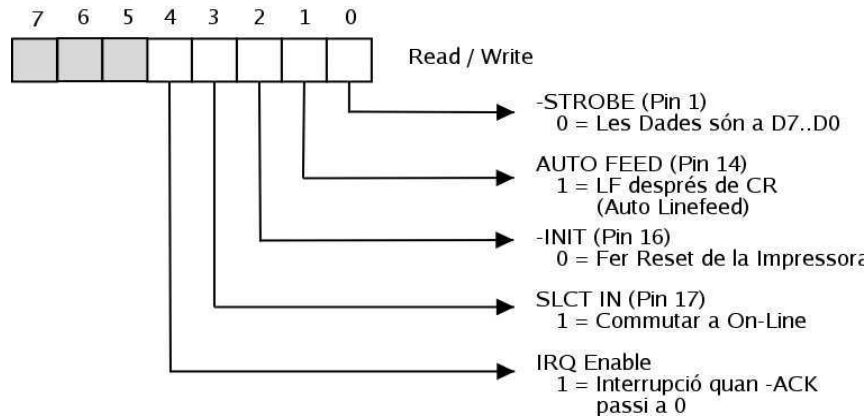 7 6 5 4 3 2 1 0
Read / Write
-STROBE (Pin 1)
0 = Les Dades són a D7..D0
AUTO FEED (Pin 14)
1 = LF després de CR
(Auto Linefeed)
-INIT (Pin 16)
0 = Fer Reset de la Impressora
SLCT IN (Pin 17)
1 = Commutar a On-Line
IRQ Enable
1 = Interrupció quan -ACK
passi a 0